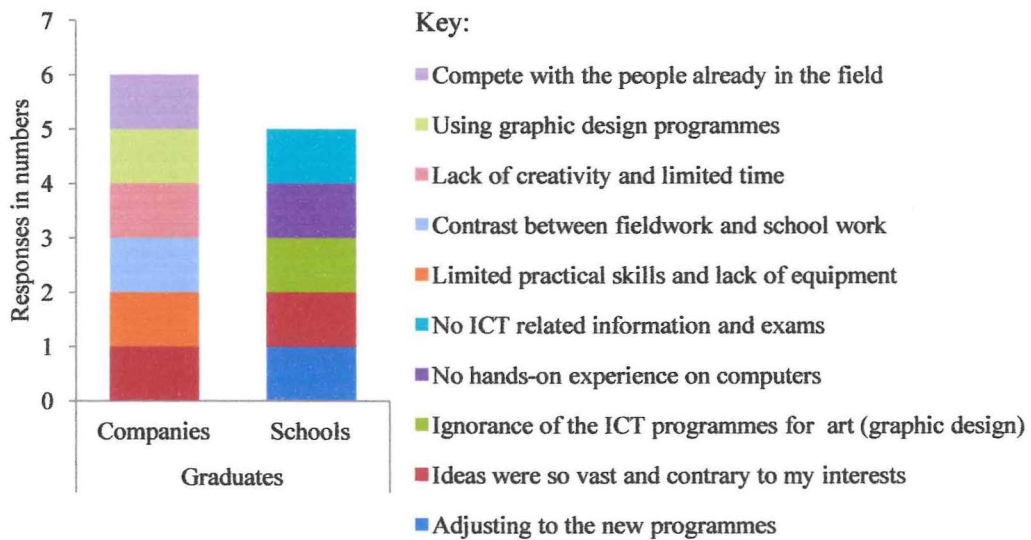 7
6
5
4
3
2
1
0
Responses in numbers
Companies
Schools
Graduates
Key:
Compete with the people already in the field
Using graphic design programmes
Lack of creativity and limited time
Contrast between fieldwork and school work
Limited practical skills and lack of equipment
No ICT related information and exams
No hands-on experience on computers
Ignorance of the ICT programmes for art (graphic design)
Ideas were so vast and contrary to my interests
Adjusting to the new programmes